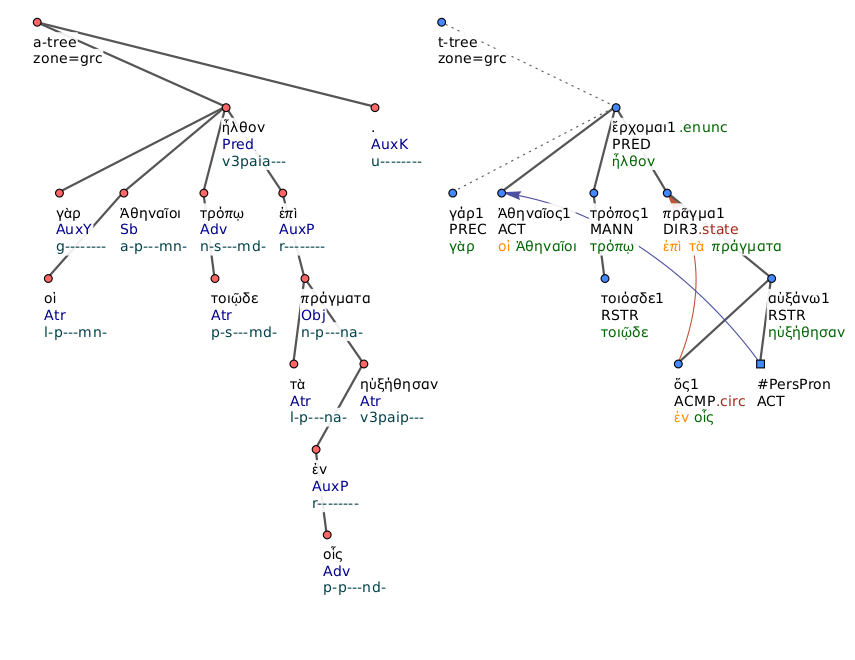 a-tree
zone=grc
ἦλθον
Pred
v3paia---
.
AuxK
u--------
γὰρ
AuxY
g--------
Ἀθηναῖοι
Sb
a-p---mn-
τρόπῳ
Adv
n-s---md-
ἐπὶ
AuxP
r--------
οἱ
Atr
l-p---mn-
τοιῷδε
Atr
p-s---md-
πράγματα
Obj
n-p---na-
τὰ
Atr
l-p---na-
ηὐξήθησαν
Atr
v3paip---
ἐν
AuxP
r--------
οἷς
Adv
p-p---nd-
t-tree
zone=grc
ἔρχομαι1.enunc
PRED
ἦλθον
γάρ1
PREC
γὰρ
Ἀθηναῖος1
ACT
οἱ Ἀθηναῖοι
τρόπος1
MANN
τρόπῳ
πρᾶγμα1
DIR3.state
ἐπὶ τὰ πράγματα
τοιόσδε1
RSTR
τοιῷδε
αὐξάνω1
RSTR
ηὐξήθησαν
ὅς1
ACMP.circ
ἐν οἷς
#PersPron
ACT